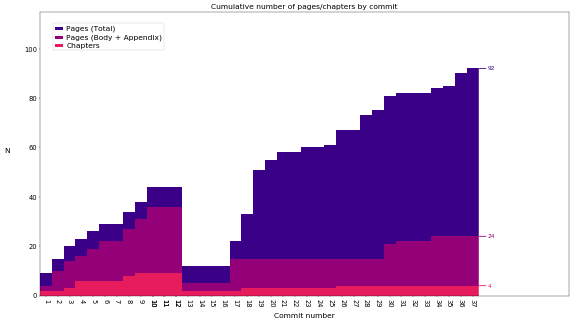 Cumulative number of pages/chapters by commit
Pages (Total)
Pages (Body + Appendix)
Chapters
100
80
60
40
20
0
N
92
24
4
1 2 3 4 5 6 7 8 9 10 11 12 13 14 15 16 17 18 19 20 21 22 23 24 25 26 27 28 29 30 31 32 33 34 35 36 37
Commit number